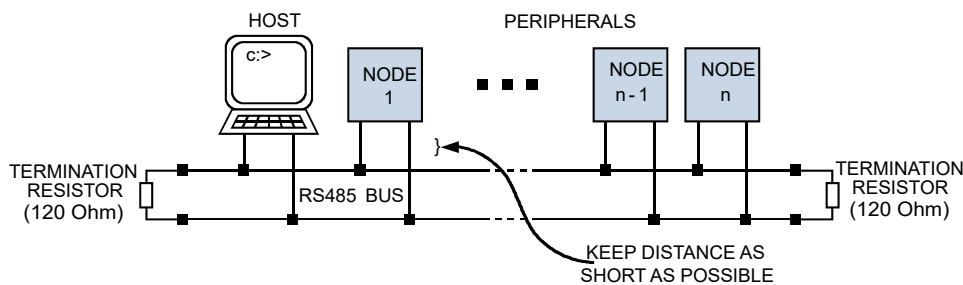 HOST
PERIPHERALS
c:>
NODE
1
NODE
n-1
NODE
n
TERMINATION
RESISTOR
(120 Ohm)
RS485 BUS
}
TERMINATION
RESISTOR
(120 Ohm)
KEEP DISTANCE AS
SHORT AS POSSIBLE